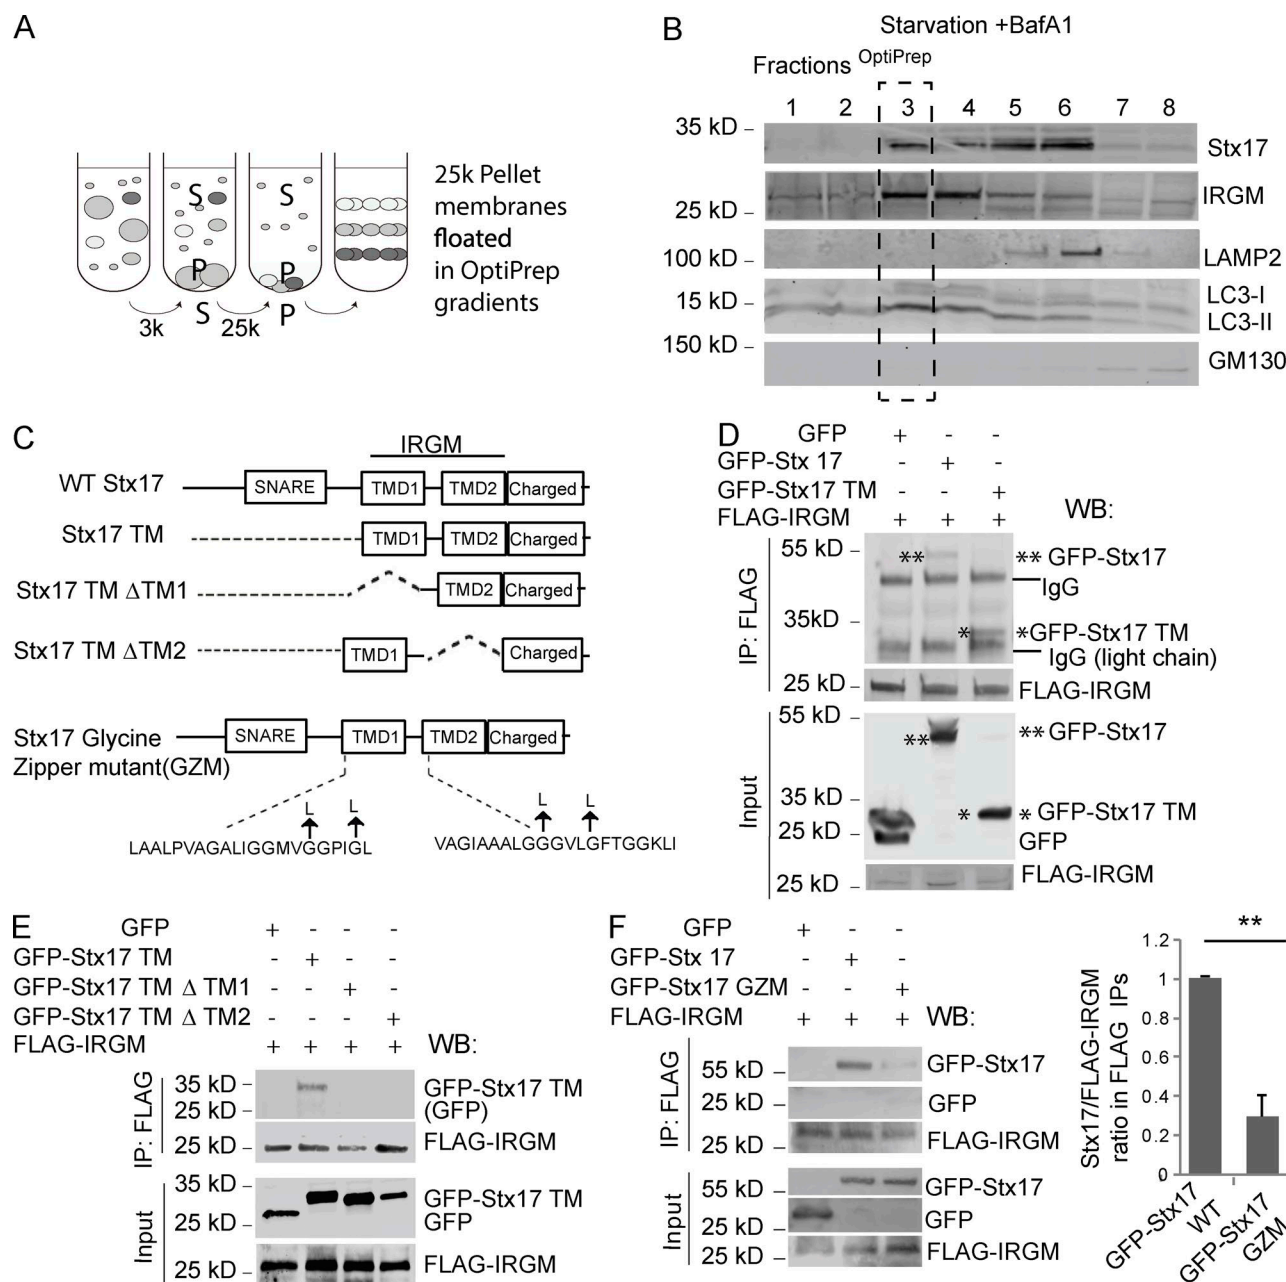 A
S
S
P
P
3k
S
25k
P
25k Pellet
membranes
floated
in OptiPrep
gradients
B
Starvation +BafA1
Fractions OptiPrep
1 2 3 4 5 6 7 8
35 kD
Stx17
IRGM
25 kD
100 kD
LAMP2
15 kD
LC3-I
LC3-II
150 kD
GM130
C
IRGM
WT Stx17
SNARE TMD1 TMD2 Charged
Stx17 TM
TMD1 TMD2 Charged
Stx17 TM ΔTM1
TMD2 Charged
Stx17 TM ΔTM2
TMD1 Charged
Stx17 Glycine
Zipper mutant(GZM)
SNARE TMD1 TMD2 Charged
L L L L
LAALPVAGALIGGMVGGPIGL
VAGIAAALGGGVLGFTGGKLI
D
GFP + - -
GFP-Stx 17 - + -
GFP-Stx17 TM - - +
FLAG-IRGM + + +
WB:
IP: FLAG
55 kD
** ** GFP-Stx17
IgG
35kD
* *GFP-Stx17 TM
IgG (light chain)
25 kD
FLAG-IRGM
Input
55 kD
** ** GFP-Stx17
35 kD
* * GFP-Stx17 TM
25 kD
GFP
25 kD
FLAG-IRGM
E
GFP + - - -
GFP-Stx17 TM - + - -
GFP-Stx17 TM Δ TM1 - - + -
GFP-Stx17 TM Δ TM2 - - - +
FLAG-IRGM + + + +
WB:
IP: FLAG
35 kD
GFP-Stx17 TM
25 kD
(GFP)
25 kD
FLAG-IRGM
Input
35 kD
GFP-Stx17 TM
25 kD
GFP
25 kD
FLAG-IRGM
F
GFP + - -
GFP-Stx 17 - + -
GFP-Stx17 GZM - - +
FLAG-IRGM + + +
WB:
IP: FLAG
55 kD
GFP-Stx17
25 kD
GFP
25 kD
FLAG-IRGM
Input
55 kD
GFP-Stx17
25 kD
GFP
25 kD
FLAG-IRGM
Stx17/FLAG-IRGM
ratio in FLAG IPs
1.2
1
0.8
0.6
0.4
0.2
0
**
GFP-Stx17
WT
GFP-Stx17
GZM